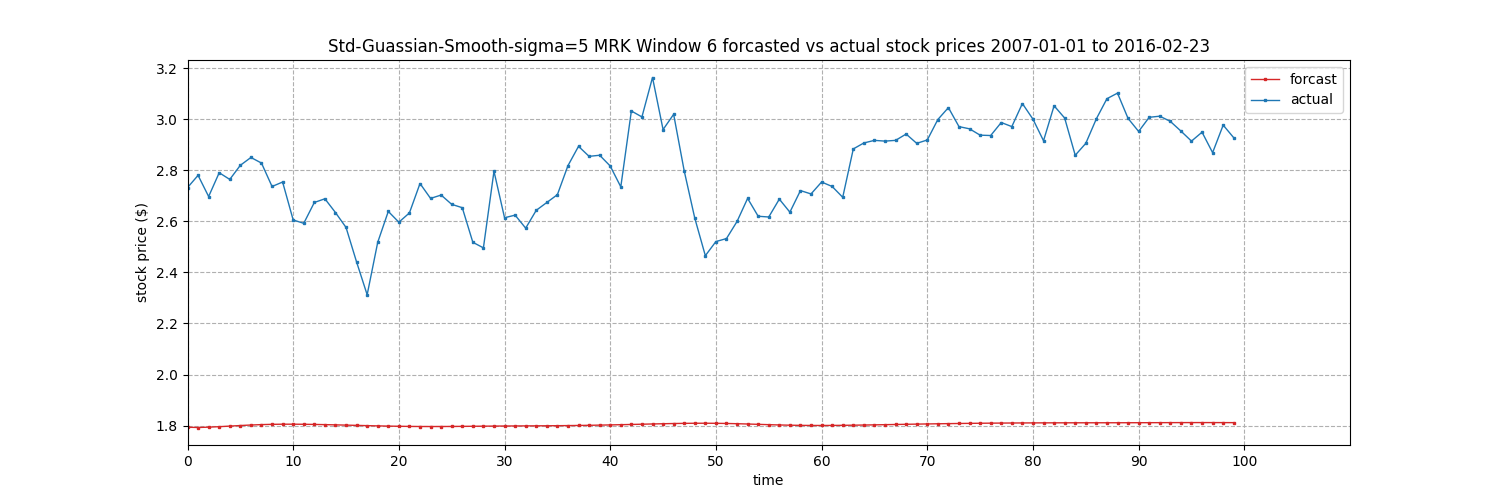 Std-Guassian-Smooth-sigma=5 MRK Window 6 forcasted vs actual stock prices 2007-01-01 to 2016-02-23
forcast
actual
stock price ($)
3.2
3.0
2.8
2.6
2.4
2.2
2.0
1.8
0 10 20 30 40 50 60 70 80 90 100
time